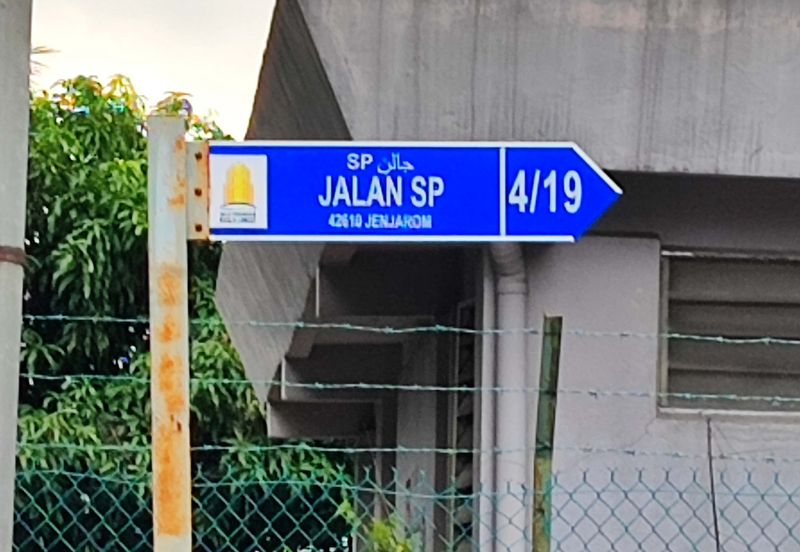 SP جالن
JALAN SP
42610 JENJAROM
4/19